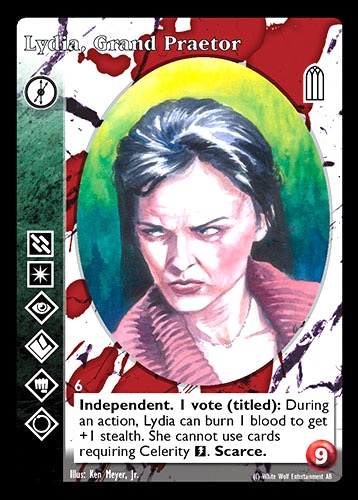 Lydia, Grand Praetor
6
Independent. 1 vote (titled): During
an action, Lydia can burn 1 blood to get
+1 stealth. She cannot use cards
requiring Celerity. Scarce.
9
Illus: Ken Meyer, Jr.
(C) White Wolf Entertainment AB